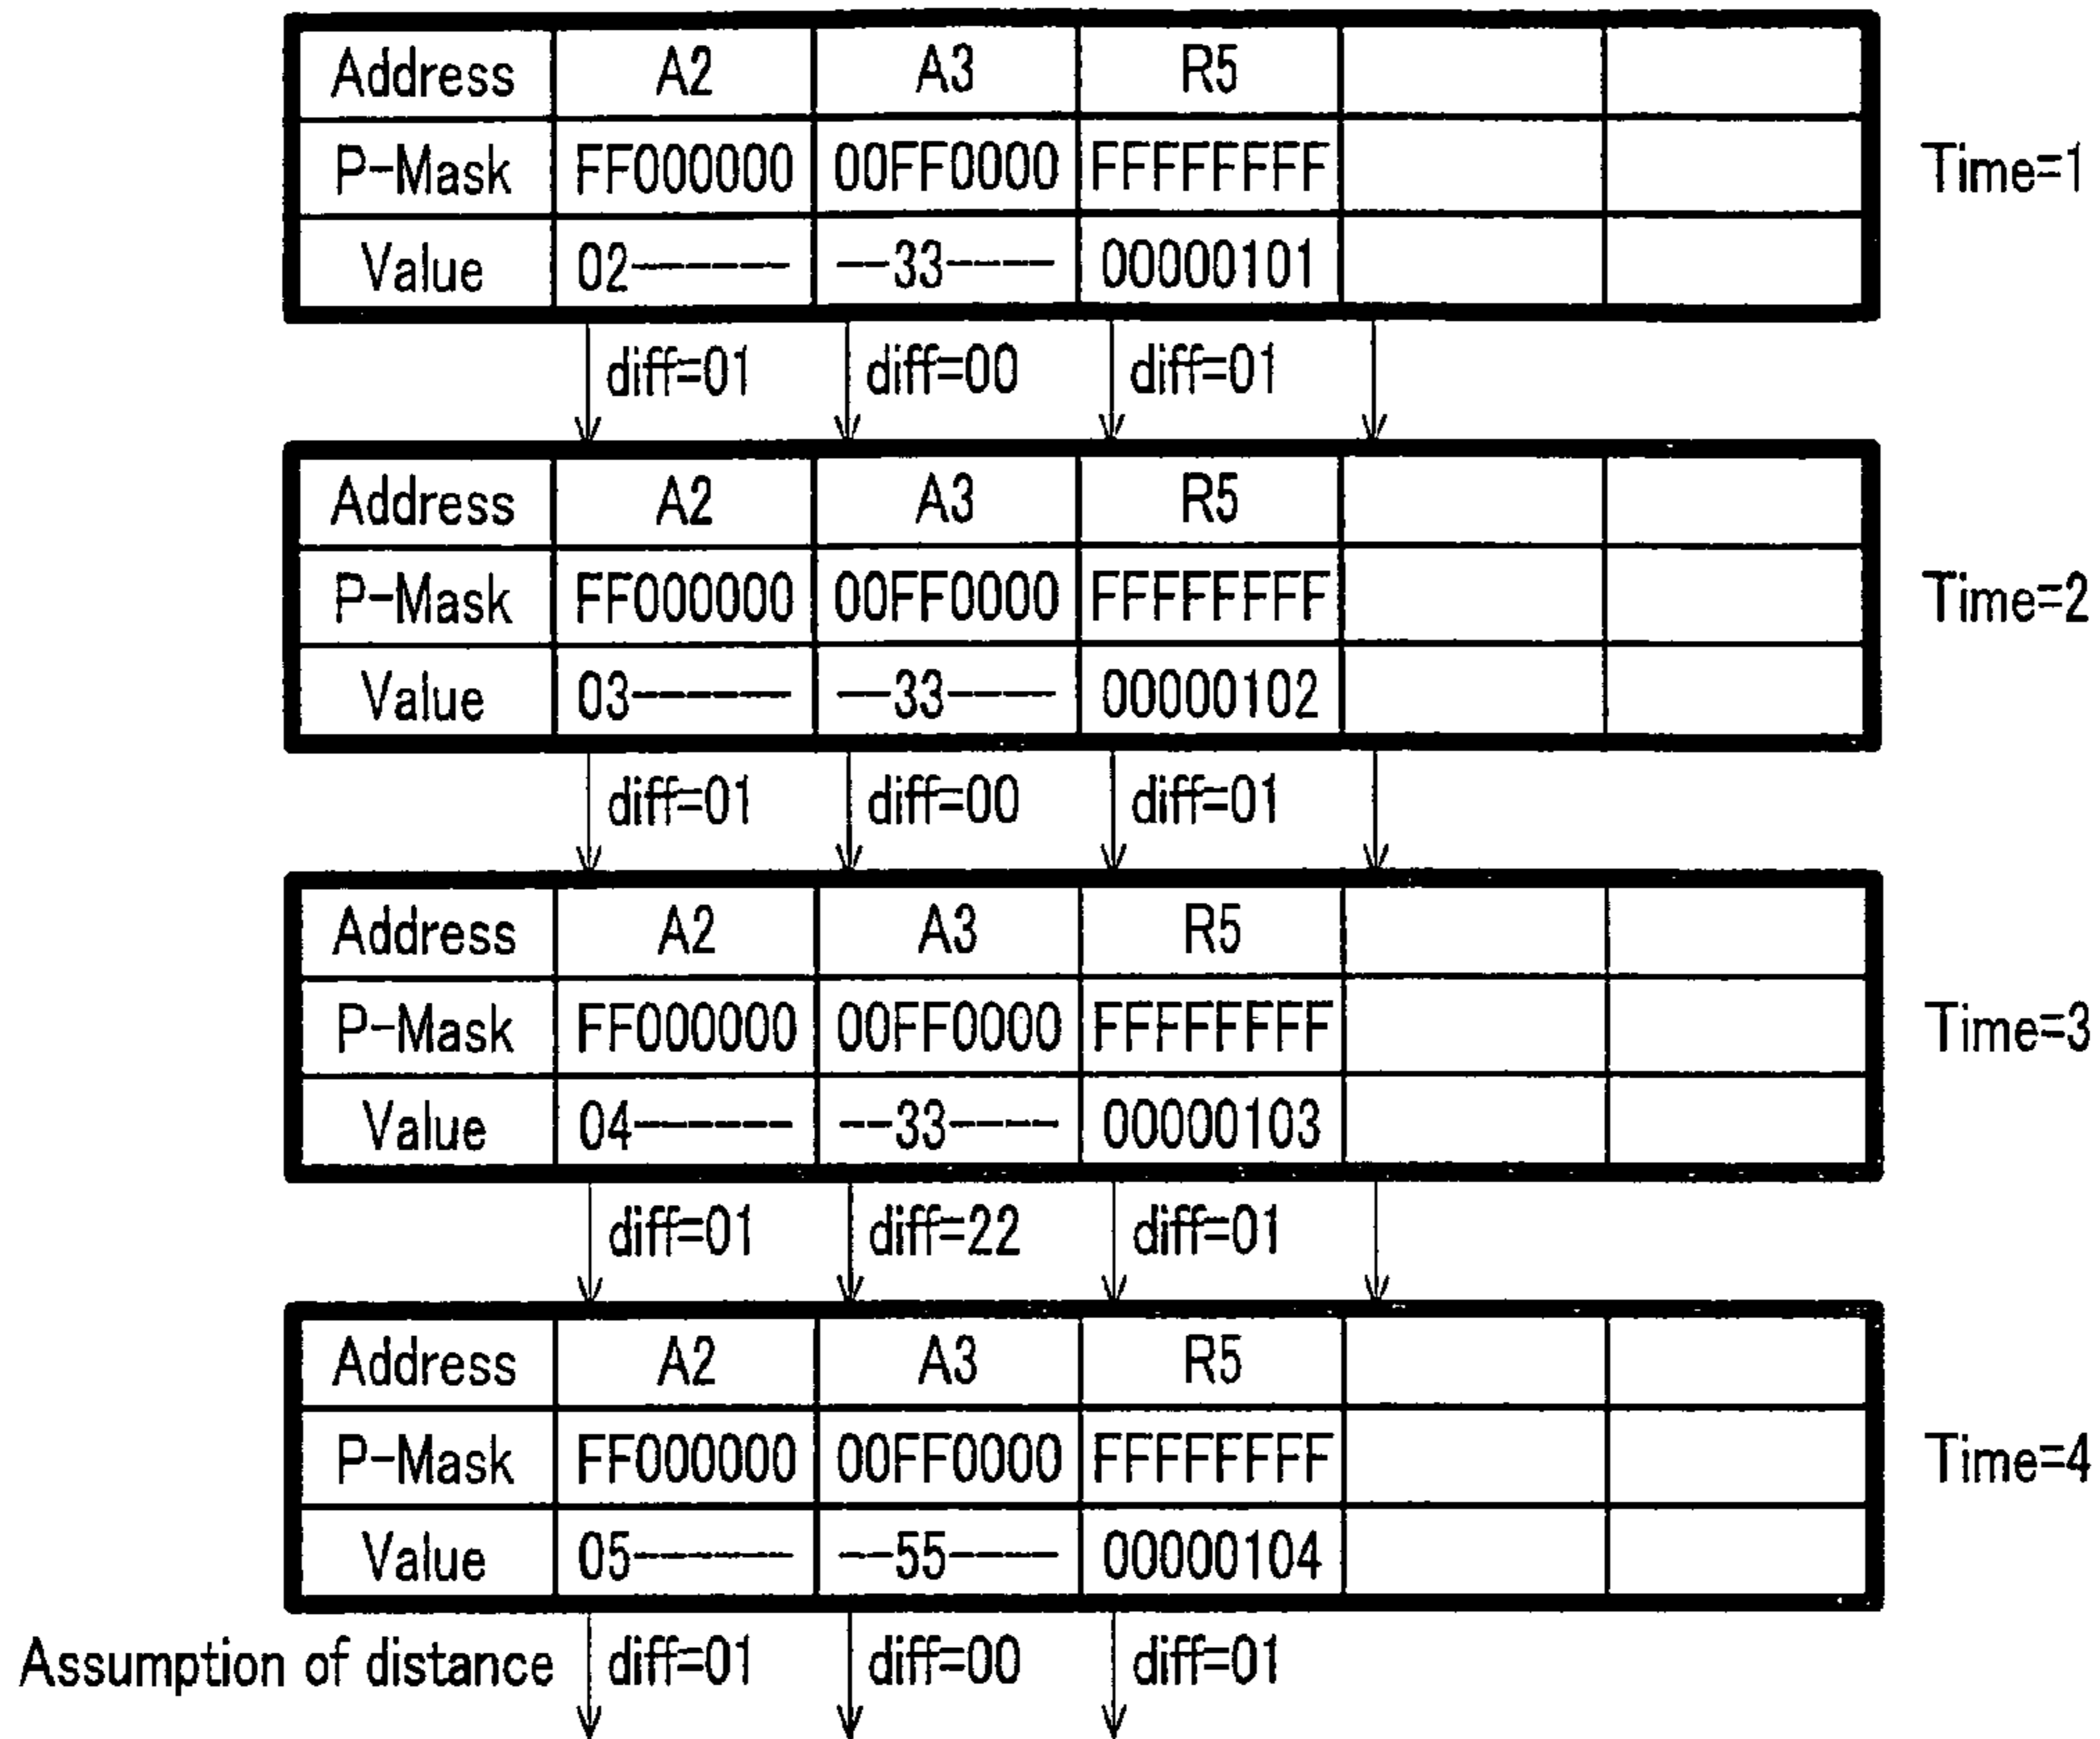 Address A2 A3 R5
P-Mask FF000000 00FF0000 FFFFFFFF Time=1
Value 02------ --33---- 00000101
diff=01 diff=00 diff=01
Address A2 A3 R5
P-Mask FF000000 00FF0000 FFFFFFFF Time=2
Value 03------ --33---- 00000102
diff=01 diff=00 diff=01
Address A2 A3 R5
P-Mask FF000000 00FF0000 FFFFFFFF Time=3
Value 04------ --33---- 00000103
diff=01 diff=22 diff=01
Address A2 A3 R5
P-Mask FF000000 00FF0000 FFFFFFFF Time=4
Value 05------ --55---- 00000104
Assumption of distance diff=01 diff=00 diff=01